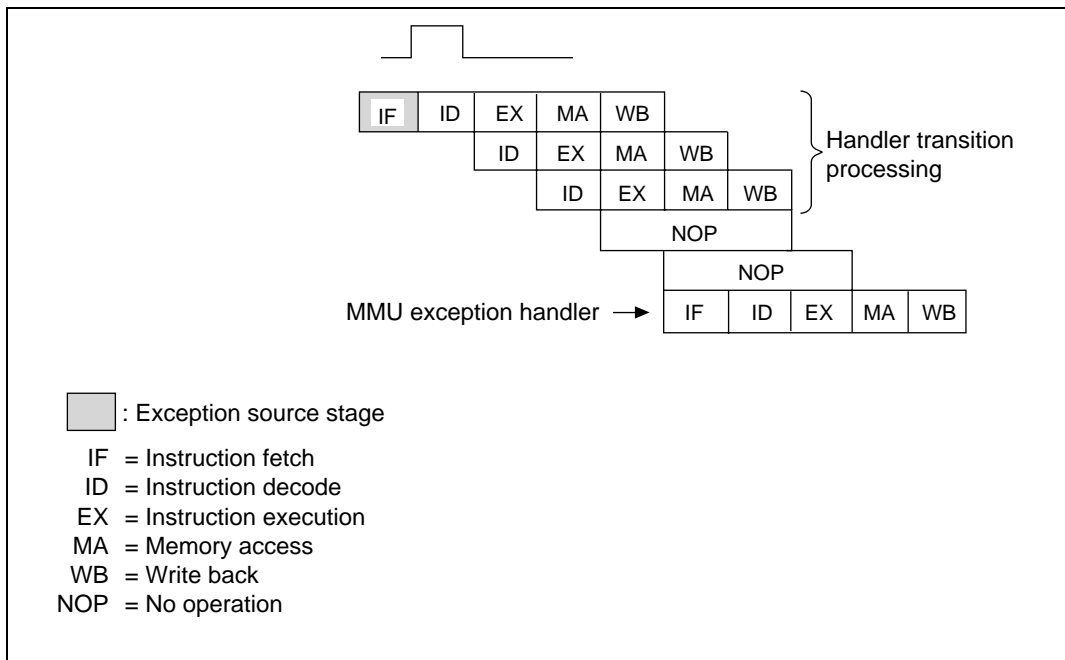 IF ID EX MA WB
ID EX MA WB
ID EX MA WB
Handler transition
processing
NOP
NOP
MMU exception handler
IF ID EX MA WB
: Exception source stage
IF = Instruction fetch
ID = Instruction decode
EX = Instruction execution
MA = Memory access
WB = Write back
NOP = No operation